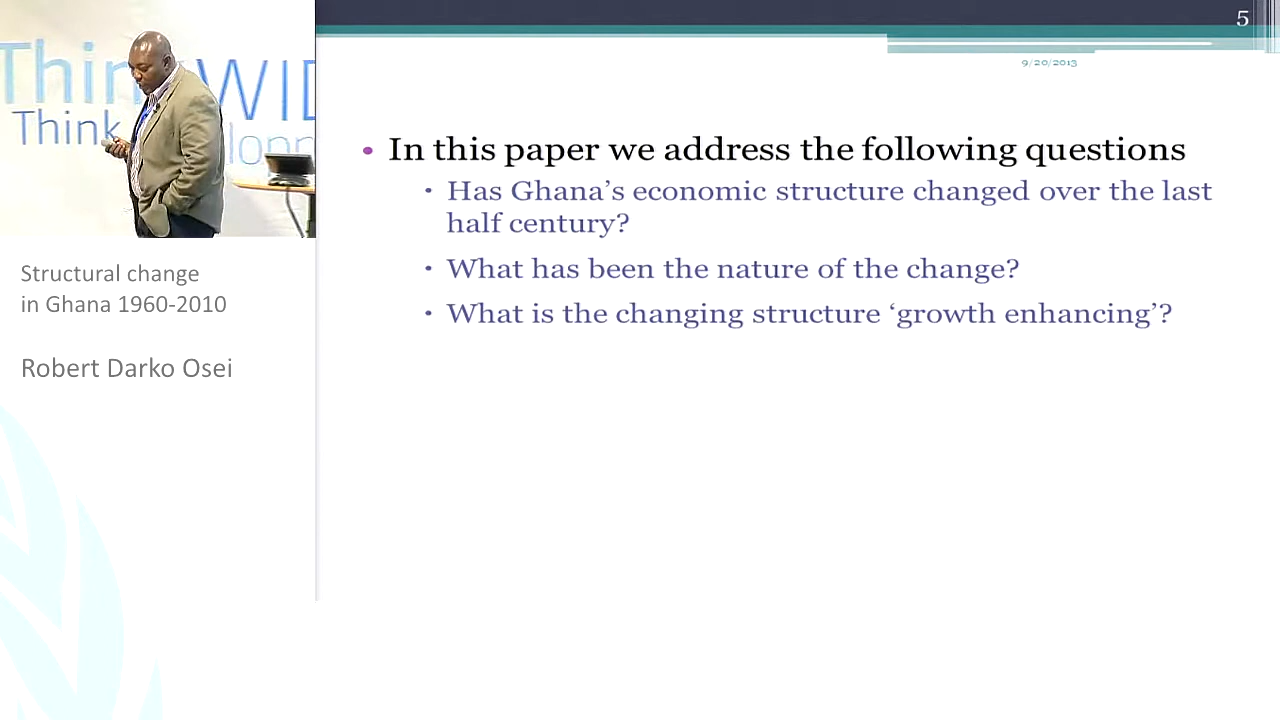 5
9/20/2013
Thin WID
Think
Structural change
in Ghana 1960-2010
Robert Darko Osei
• In this paper we address the following questions
• Has Ghana’s economic structure changed over the last
half century?
• What has been the nature of the change?
• What is the changing structure ‘growth enhancing’?